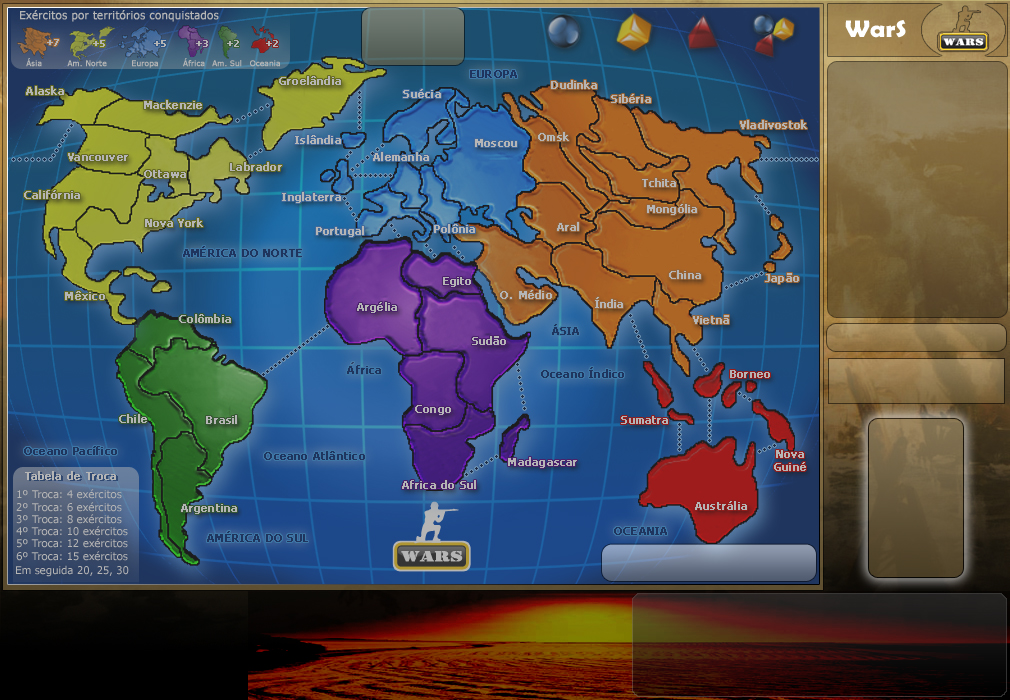 Exércitos por territórios conquistados
+7 +5 +5 +3 +2 +2
Ásia Am. Norte Europa África Am. Sul Oceania
WarS
WARS
EUROPA
Groelândia
Dudinka
Alaska
Suécia
Sibéria
Mackenzie
Vladivostok
Islândia
Moscou
Omsk
Vancouver
Alemanha
Labrador
Ottawa
Tchita
Califórnia
Inglaterra
Mongólia
Nova York
Portugal
Polônia
Aral
AMÉRICA DO NORTE
China
Egito
Japão
México
O. Médio
Índia
Argélia
Colômbia
Vietnã
ÁSIA
Sudão
África
Oceano Índico
Borneo
Chile
Brasil
Congo
Sumatra
Oceano Pacífico
Oceano Atlântico
Nova
Guiné
Madagascar
Africa do Sul
Austrália
Argentina
OCEANIA
AMÉRICA DO SUL
WARS
Tabela de Troca
1º Troca: 4 exércitos
2º Troca: 6 exércitos
3º Troca: 8 exércitos
4º Troca: 10 exércitos
5º Troca: 12 exércitos
6º Troca: 15 exércitos
Em seguida 20, 25, 30